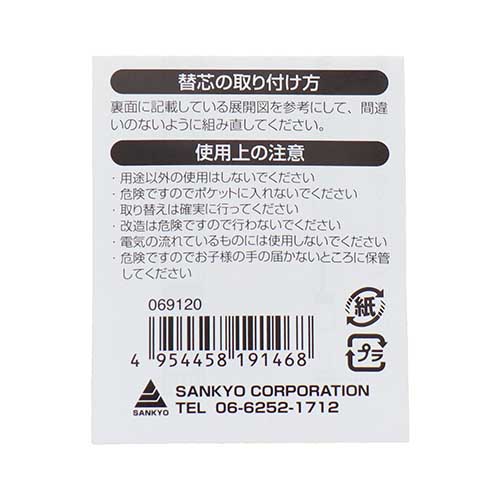 替芯の取り付け方
裏面に記載している展開図を参考にして、間違
いのないように組み直してください。
使用上の注意
・用途以外の使用はしないでください
・危険ですのでポケットに入れないでください
・取り替えは確実に行ってください
・改造は危険ですので行わないでください
・電気の流れているものには使用しないでください
・危険ですのでお子様の手の届かないところに保管
してください
069120
紙
4 954458 191468
プラ
SANKYO
SANKYO CORPORATION
TEL 06-6252-1712